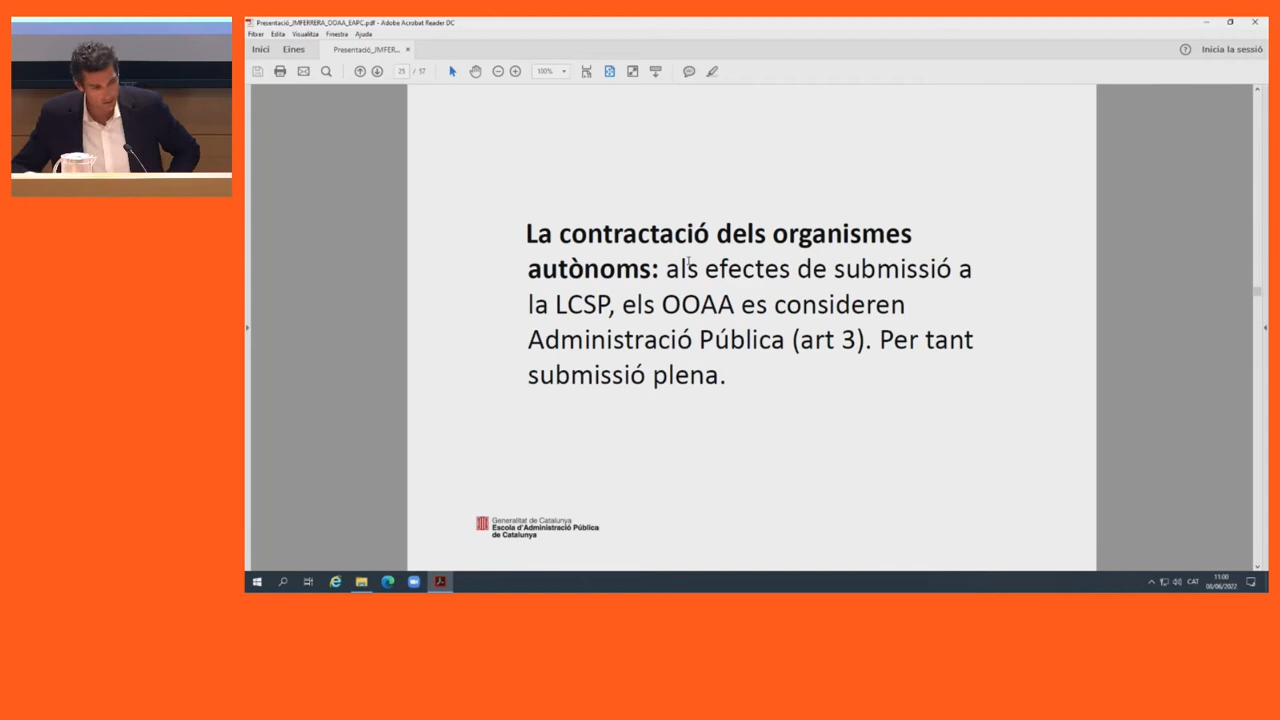 Presentació_JMFERRERA_OOAA_EAPC.pdf - Adobe Acrobat Reader DC
Fitxer Edita Visualitza Finestra Ajuda
Inici Eines Presentació_JMFER... × Inicia la sessió
25 / 57 100%
La contractació dels organismes
autònoms: als efectes de submissió a
la LCSP, els OOAA es consideren
Administració Pública (art 3). Per tant
submissió plena.
Generalitat de Catalunya
Escola d'Administració Pública
de Catalunya
CAT 11:00
08/06/2022